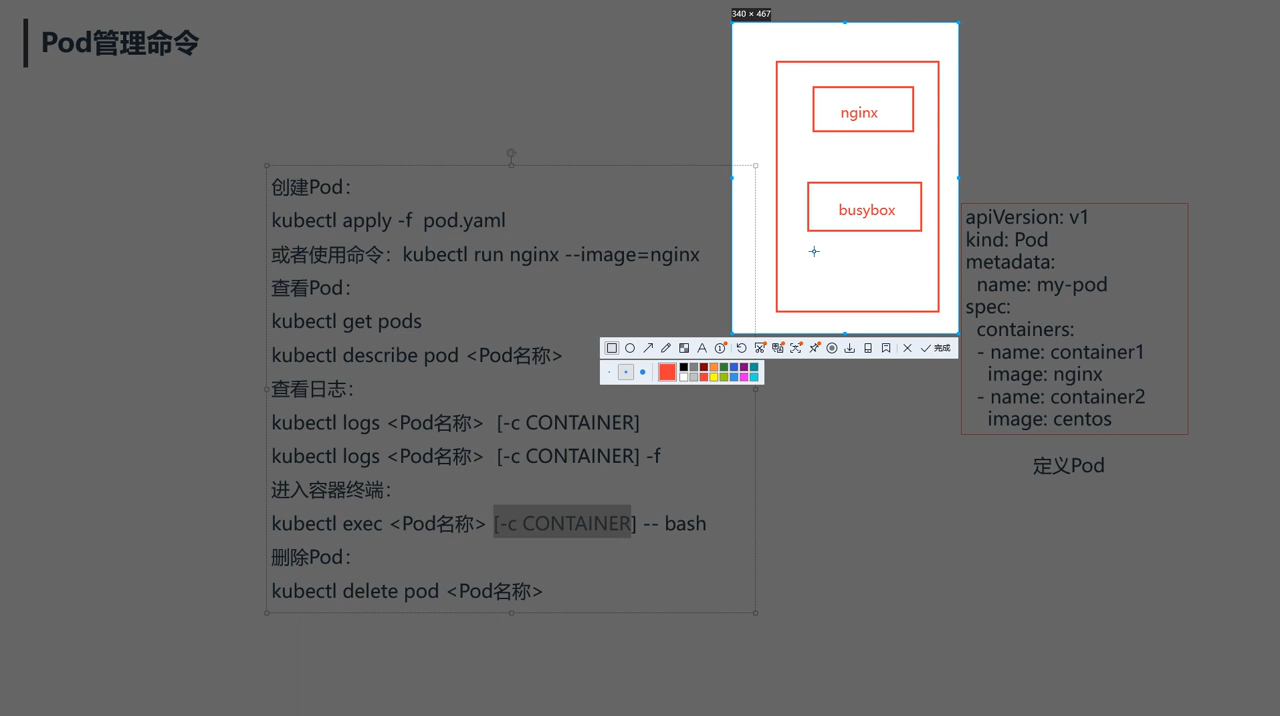 Pod管理命令
340 × 467
nginx
busybox
创建Pod：
kubectl apply -f  pod.yaml
或者使用命令：kubectl run nginx --image=nginx
查看Pod：
kubectl get pods
kubectl describe pod <Pod名称>
查看日志：
kubectl logs <Pod名称>  [-c CONTAINER]
kubectl logs <Pod名称>  [-c CONTAINER] -f
进入容器终端：
kubectl exec <Pod名称> [-c CONTAINER] -- bash
删除Pod：
kubectl delete pod <Pod名称>
完成
apiVersion: v1
kind: Pod
metadata:
  name: my-pod
spec:
  containers:
  - name: container1
    image: nginx
  - name: container2
    image: centos
定义Pod